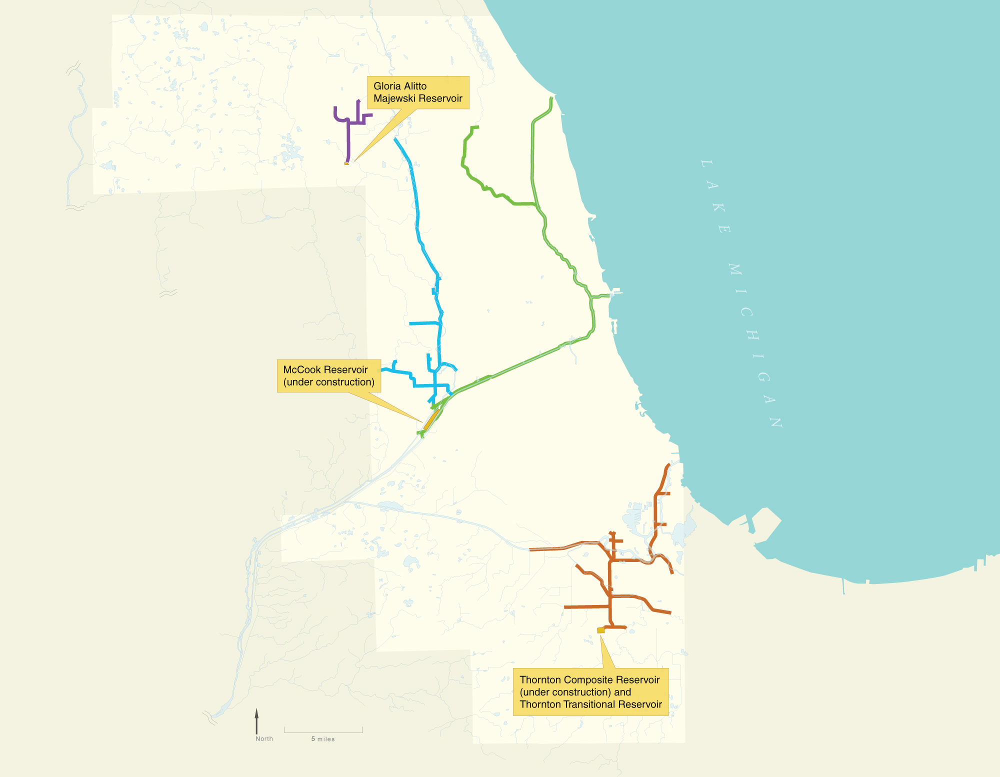 Gloria Alitto
Majewski Reservoir
LAKE MICHIGAN
McCook Reservoir
(under construction)
Thornton Composite Reservoir
(under construction) and
Thornton Transitional Reservoir
North
5 miles